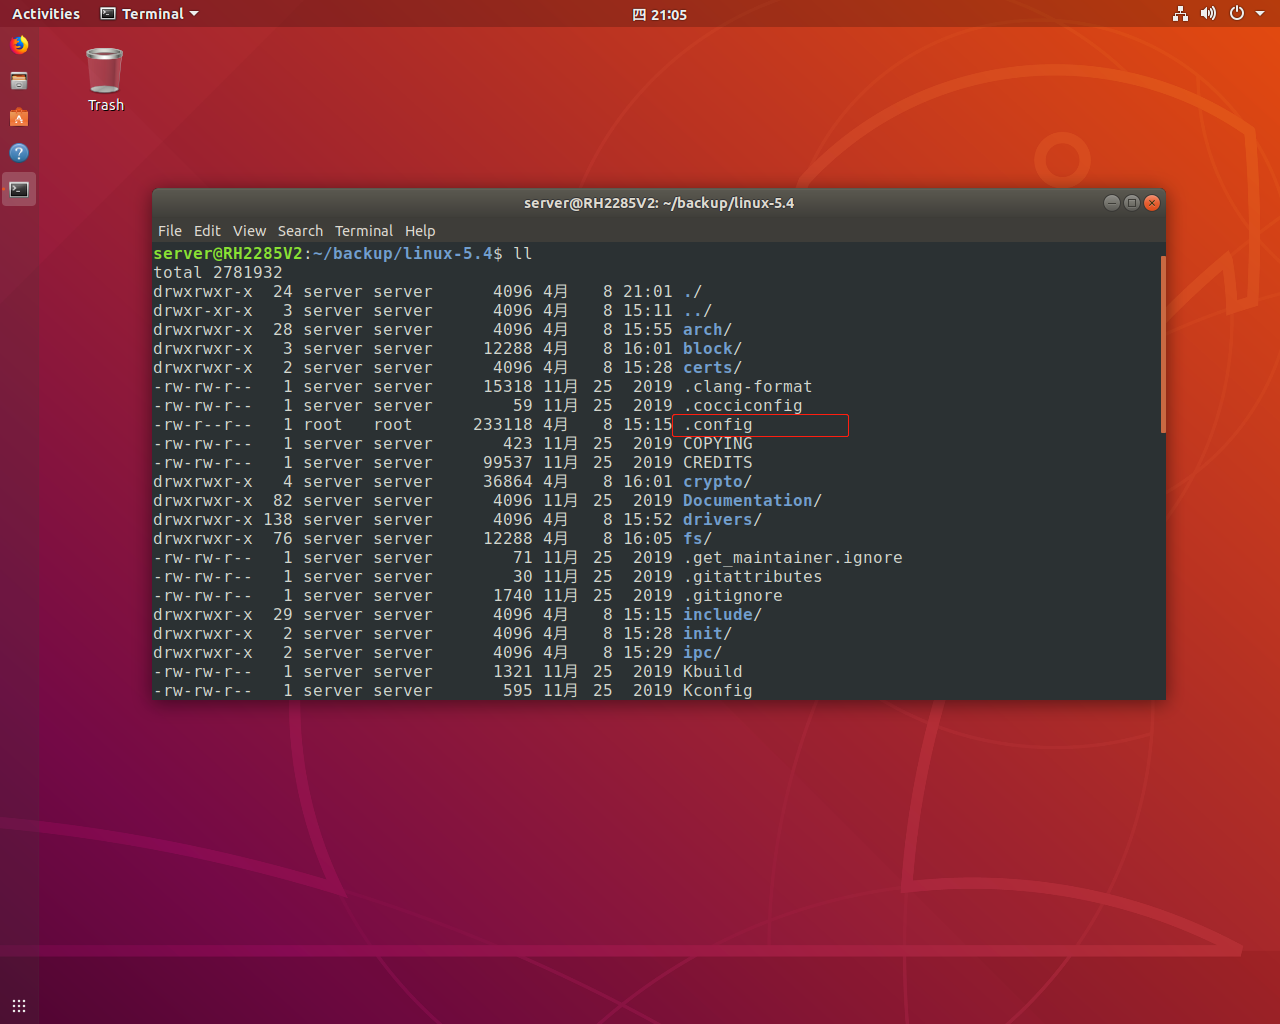 Activities Terminal 四 21:05
Trash
server@RH2285V2: ~/backup/linux-5.4
File Edit View Search Terminal Help
server@RH2285V2:~/backup/linux-5.4$ ll
total 2781932
drwxrwxr-x  24 server server      4096 4月   8 21:01 ./
drwxr-xr-x   3 server server      4096 4月   8 15:11 ../
drwxrwxr-x  28 server server      4096 4月   8 15:55 arch/
drwxrwxr-x   3 server server     12288 4月   8 16:01 block/
drwxrwxr-x   2 server server      4096 4月   8 15:28 certs/
-rw-rw-r--   1 server server     15318 11月 25  2019 .clang-format
-rw-rw-r--   1 server server        59 11月 25  2019 .cocciconfig
-rw-r--r--   1 root   root      233118 4月   8 15:15 .config
-rw-rw-r--   1 server server       423 11月 25  2019 COPYING
-rw-rw-r--   1 server server     99537 11月 25  2019 CREDITS
drwxrwxr-x   4 server server     36864 4月   8 16:01 crypto/
drwxrwxr-x  82 server server      4096 11月 25  2019 Documentation/
drwxrwxr-x 138 server server      4096 4月   8 15:52 drivers/
drwxrwxr-x  76 server server     12288 4月   8 16:05 fs/
-rw-rw-r--   1 server server        71 11月 25  2019 .get_maintainer.ignore
-rw-rw-r--   1 server server        30 11月 25  2019 .gitattributes
-rw-rw-r--   1 server server      1740 11月 25  2019 .gitignore
drwxrwxr-x  29 server server      4096 4月   8 15:15 include/
drwxrwxr-x   2 server server      4096 4月   8 15:28 init/
drwxrwxr-x   2 server server      4096 4月   8 15:29 ipc/
-rw-rw-r--   1 server server      1321 11月 25  2019 Kbuild
-rw-rw-r--   1 server server       595 11月 25  2019 Kconfig